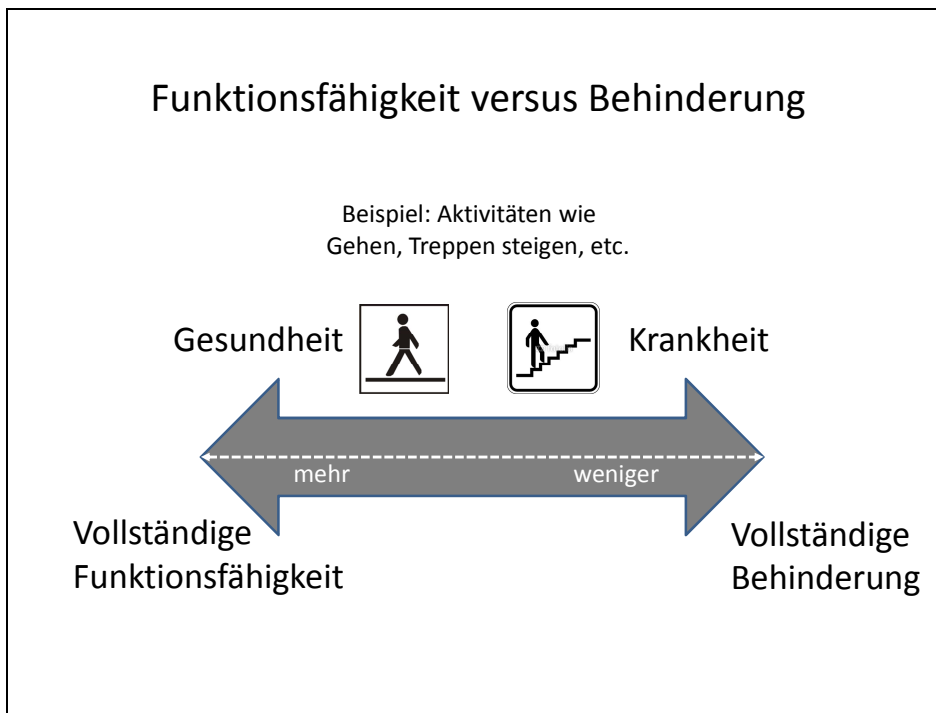 Funktionsfähigkeit versus Behinderung
Beispiel: Aktivitäten wie
Gehen, Treppen steigen, etc.
Gesundheit
Krankheit
mehr
weniger
Vollständige
Funktionsfähigkeit
Vollständige
Behinderung